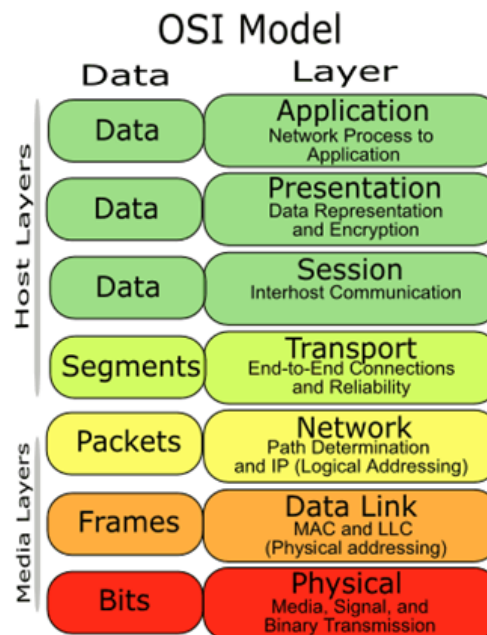 OSI Model
Data Layer
Host Layers
Data
Application
Network Process to
Application
Data
Presentation
Data Representation
and Encryption
Data
Session
Interhost Communication
Segments
Transport
End-to-End Connections
and Reliability
Media Layers
Packets
Network
Path Determination
and IP (Logical Addressing)
Frames
Data Link
MAC and LLC
(Physical addressing)
Bits
Physical
Media, Signal, and
Binary Transmission